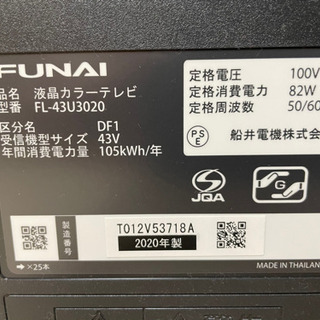 FUNAI
品名 液晶カラーテレビ
型番 FL-43U3020
区分名 DF1
受信機型サイズ 43V
年間消費電力量 105kWh/年
定格電圧 100V
定格消費電力 82W
定格周波数 50/60
PSE
船井電機株式会
JQA
G
製造番号
T012V53718A
2020年製
→×25本
MADE IN THAILAN